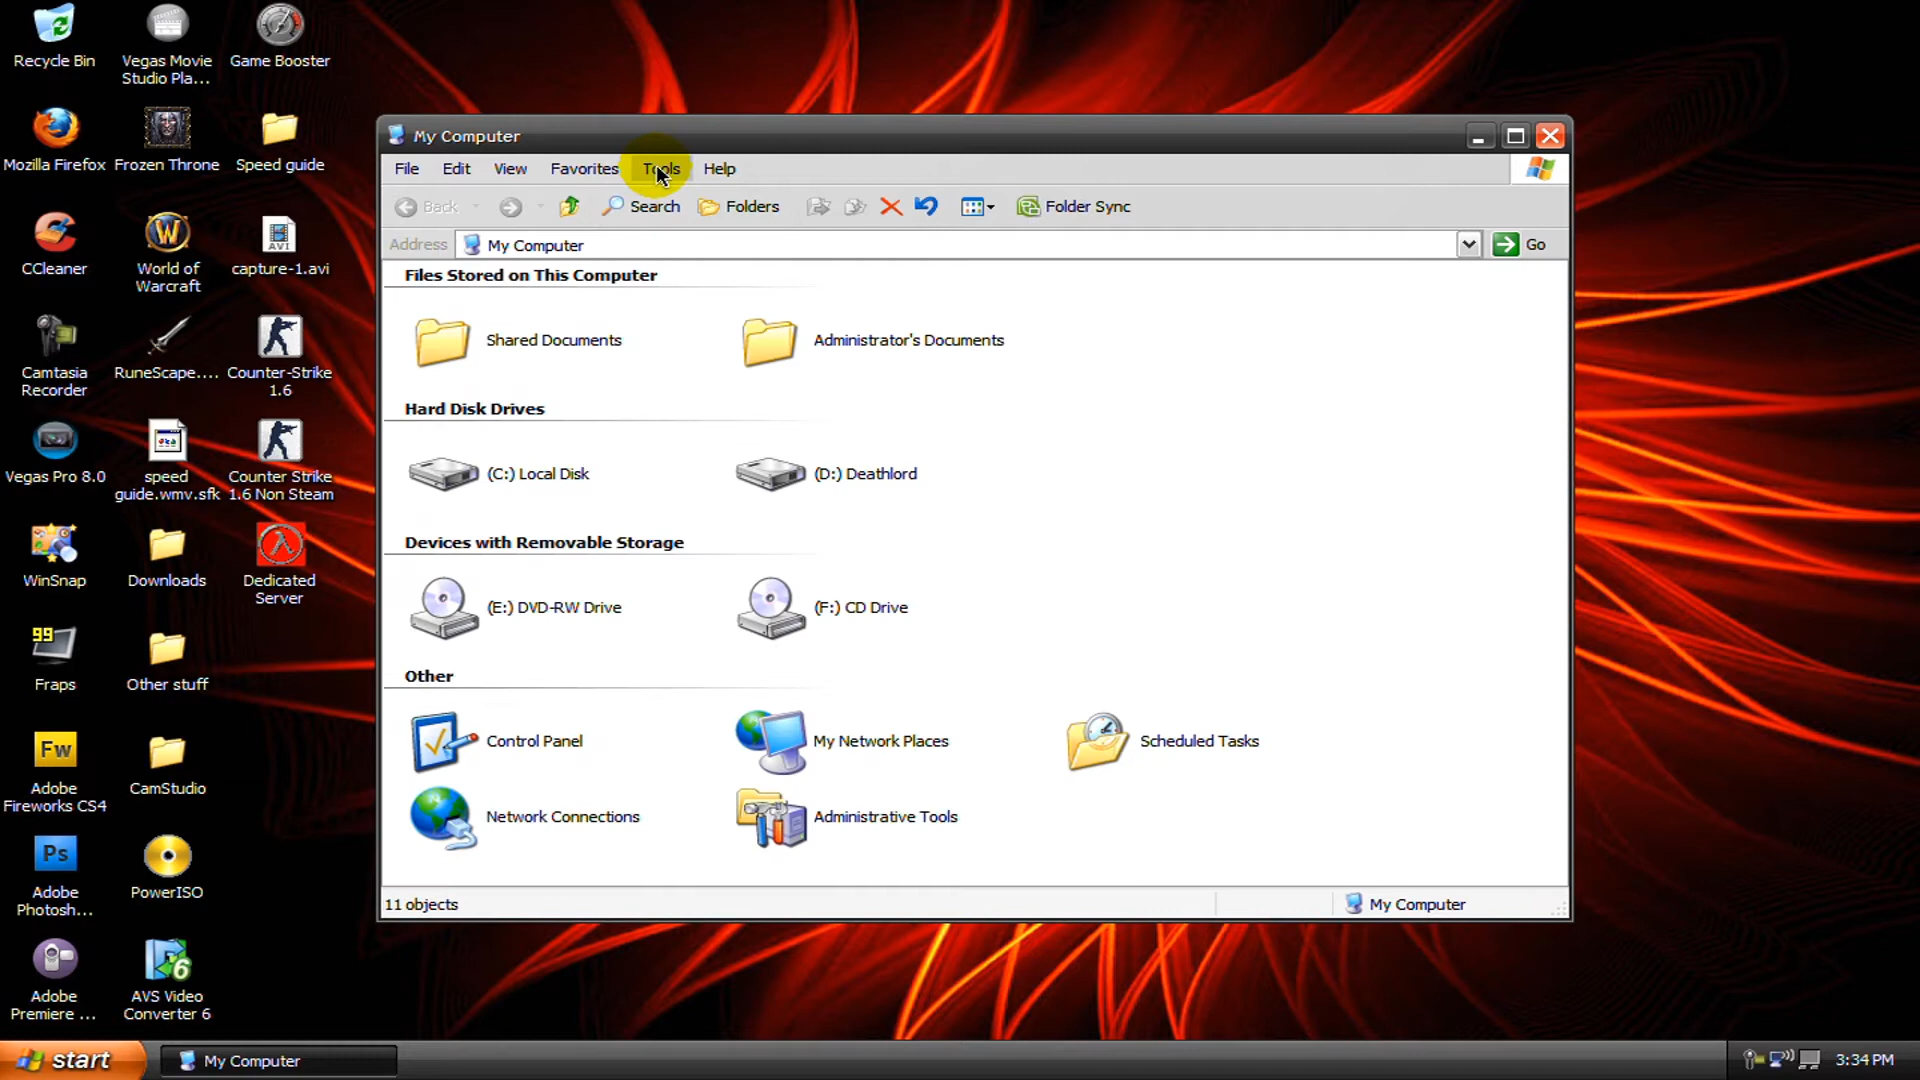 Recycle Bin
Vegas Movie
Studio Pla...
Game Booster
Mozilla Firefox
Frozen Throne
Speed guide
CCleaner
World of
Warcraft
AVI
capture-1.avi
Camtasia
Recorder
RuneScape....
Counter-Strike
1.6
Vegas Pro 8.0
speed
guide.wmv.sfk
Counter Strike
1.6 Non Steam
WinSnap
Downloads
Dedicated
Server
99
Fraps
Other stuff
Fw
Adobe
Fireworks CS4
CamStudio
Ps
Adobe
Photosh...
PowerISO
Adobe
Premiere ...
6
AVS Video
Converter 6
My Computer
File Edit View Favorites Tools Help
Back Search Folders Folder Sync
Address My Computer Go
Files Stored on This Computer
Shared Documents
Administrator's Documents
Hard Disk Drives
(C:) Local Disk
(D:) Deathlord
Devices with Removable Storage
(E:) DVD-RW Drive
(F:) CD Drive
Other
Control Panel
My Network Places
Scheduled Tasks
Network Connections
Administrative Tools
11 objects
My Computer
start
My Computer
3:34 PM